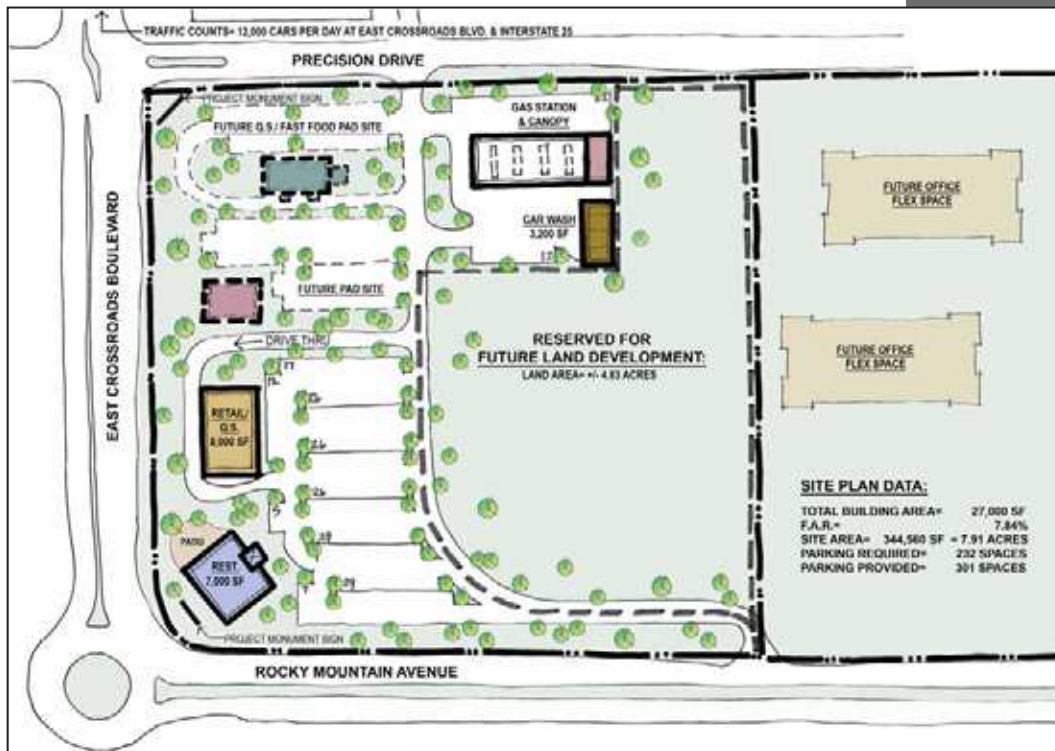 TRAFFIC COUNTS= 12,000 CARS PER DAY AT EAST CROSSROADS BLVD. & INTERSTATE 25
PRECISION DRIVE
PROJECT MONUMENT SIGN
FUTURE Q.S./ FAST FOOD PAD SITE
GAS STATION
& CANOPY
CAR WASH
3,200 SF
12
FUTURE PAD SITE
EAST CROSSROADS BOULEVARD
DRIVE THRU
RETAIL/
Q.S.
26
26
RESERVED FOR
FUTURE LAND DEVELOPMENT:
LAND AREA= +/- 4.83 ACRES
FUTURE OFFICE
FLEX SPACE
FUTURE OFFICE
FLEX SPACE
PATIO
REST.
7,000 SF
PROJECT MONUMENT SIGN
ROCKY MOUNTAIN AVENUE
SITE PLAN DATA:
TOTAL BUILDING AREA= 27,000 SF
F.A.R.= 7.84%
SITE AREA= 344,560 SF = 7.91 ACRES
PARKING REQUIRED= 232 SPACES
PARKING PROVIDED= 301 SPACES